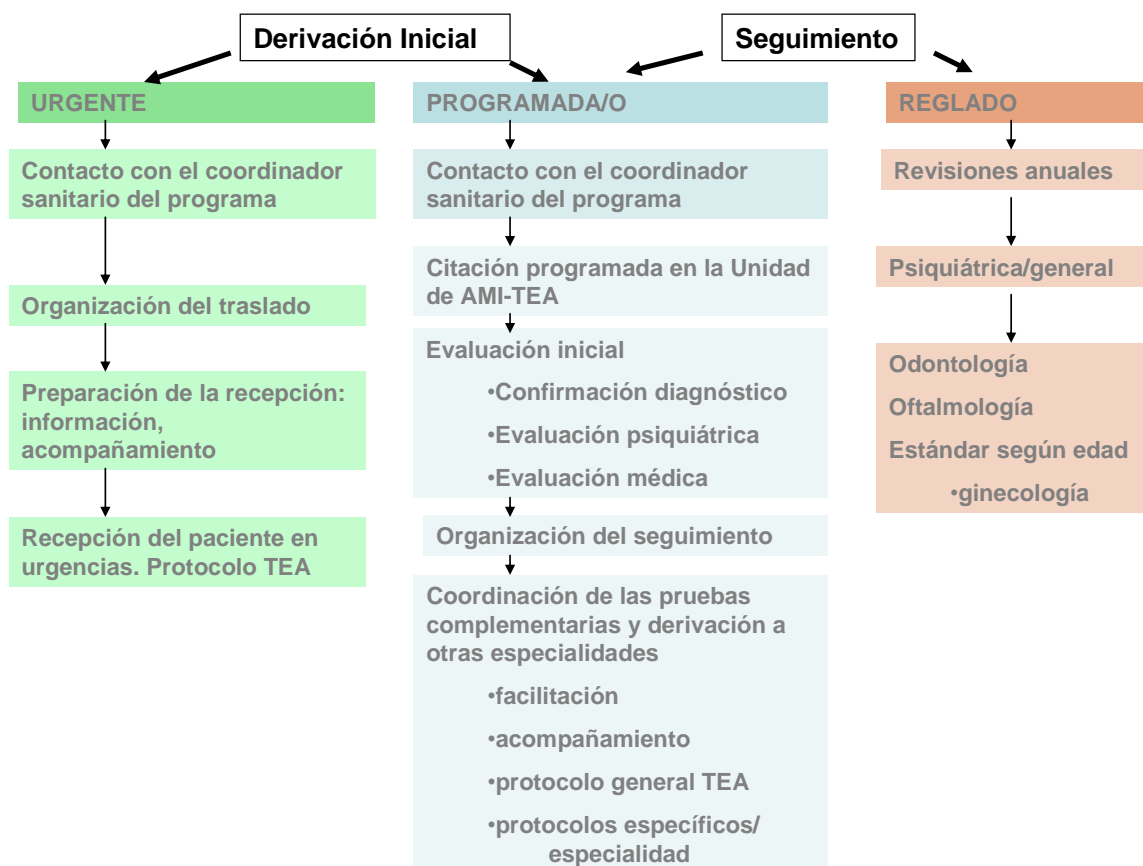 Derivación Inicial
Seguimiento
URGENTE
Contacto con el coordinador
sanitario del programa
Organización del traslado
Preparación de la recepción:
información,
acompañamiento
Recepción del paciente en
urgencias. Protocolo TEA
PROGRAMADA/O
Contacto con el coordinador
sanitario del programa
Citación programada en la Unidad
de AMI-TEA
Evaluación inicial
•Confirmación diagnóstico
•Evaluación psiquiátrica
•Evaluación médica
Organización del seguimiento
Coordinación de las pruebas
complementarias y derivación a
otras especialidades
•facilitación
•acompañamiento
•protocolo general TEA
•protocolos específicos/
especialidad
REGLADO
Revisiones anuales
Psiquiátrica/general
Odontología
Oftalmología
Estándar según edad
•ginecología